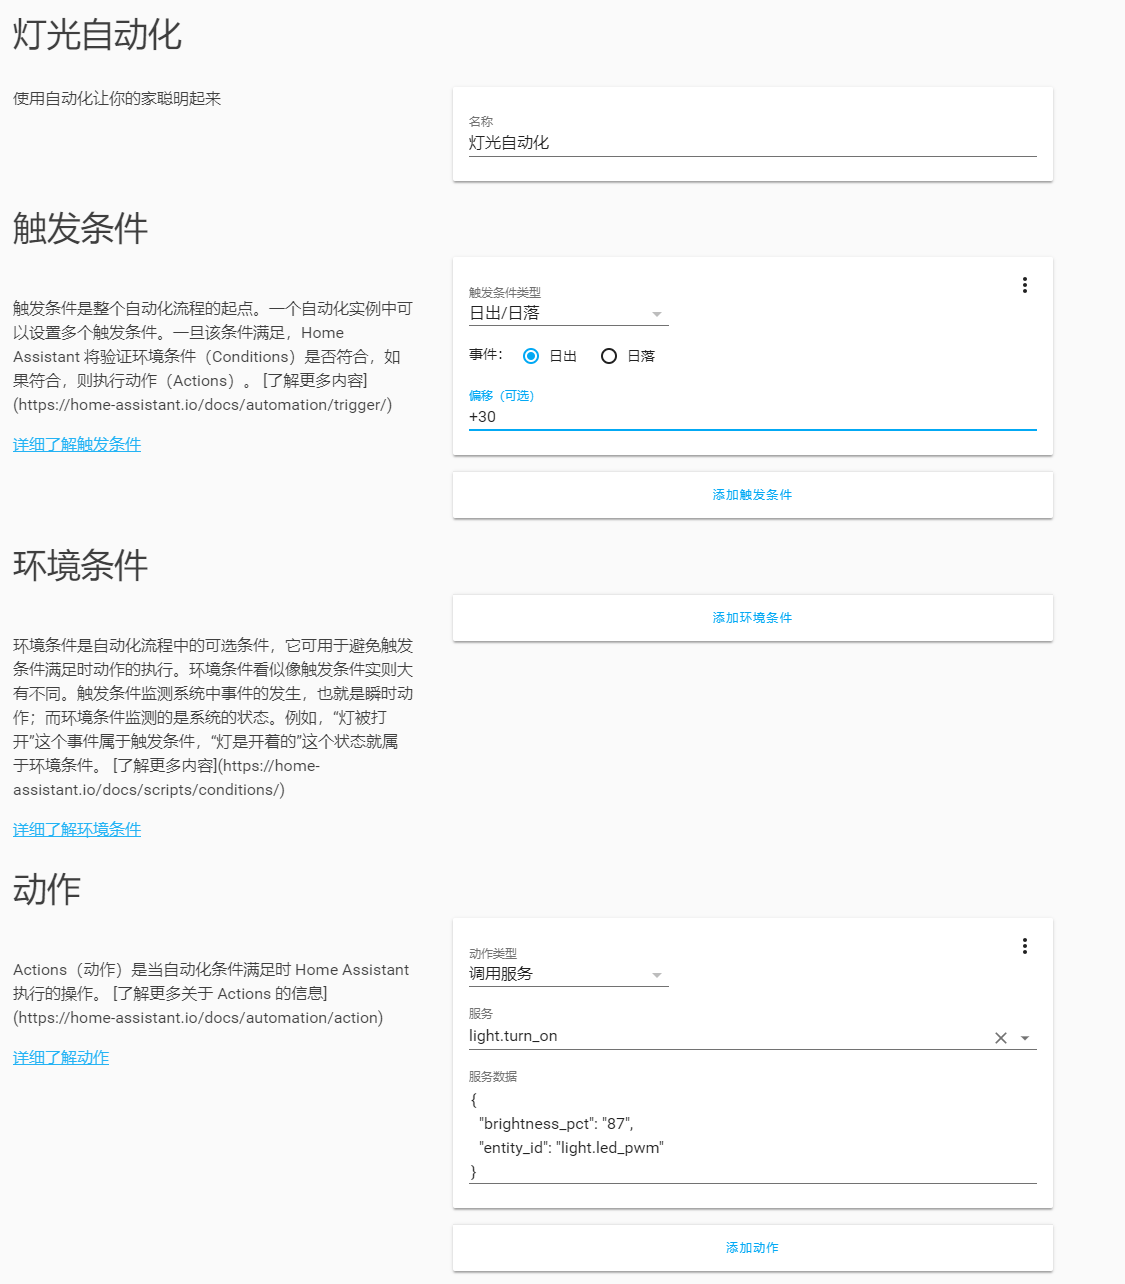 灯光自动化
使用自动化让你的家聪明起来
名称
灯光自动化
触发条件
触发条件是整个自动化流程的起点。一个自动化实例中可
以设置多个触发条件。一旦该条件满足，Home
Assistant 将验证环境条件（Conditions）是否符合，如
果符合，则执行动作（Actions）。 [了解更多内容]
(https://home-assistant.io/docs/automation/trigger/)
详细了解触发条件
触发条件类型
日出/日落
事件： 日出 日落
偏移（可选）
+30
添加触发条件
环境条件
环境条件是自动化流程中的可选条件，它可用于避免触发
条件满足时动作的执行。环境条件看似像触发条件实则大
有不同。触发条件监测系统中事件的发生，也就是瞬时动
作；而环境条件监测的是系统的状态。例如，“灯被打
开”这个事件属于触发条件，“灯是开着的”这个状态就属
于环境条件。 [了解更多内容](https://home-
assistant.io/docs/scripts/conditions/)
详细了解环境条件
添加环境条件
动作
Actions（动作）是当自动化条件满足时 Home Assistant
执行的操作。 [了解更多关于 Actions 的信息]
(https://home-assistant.io/docs/automation/action)
详细了解动作
动作类型
调用服务
服务
light.turn_on
服务数据
{
"brightness_pct": "87",
"entity_id": "light.led_pwm"
}
添加动作